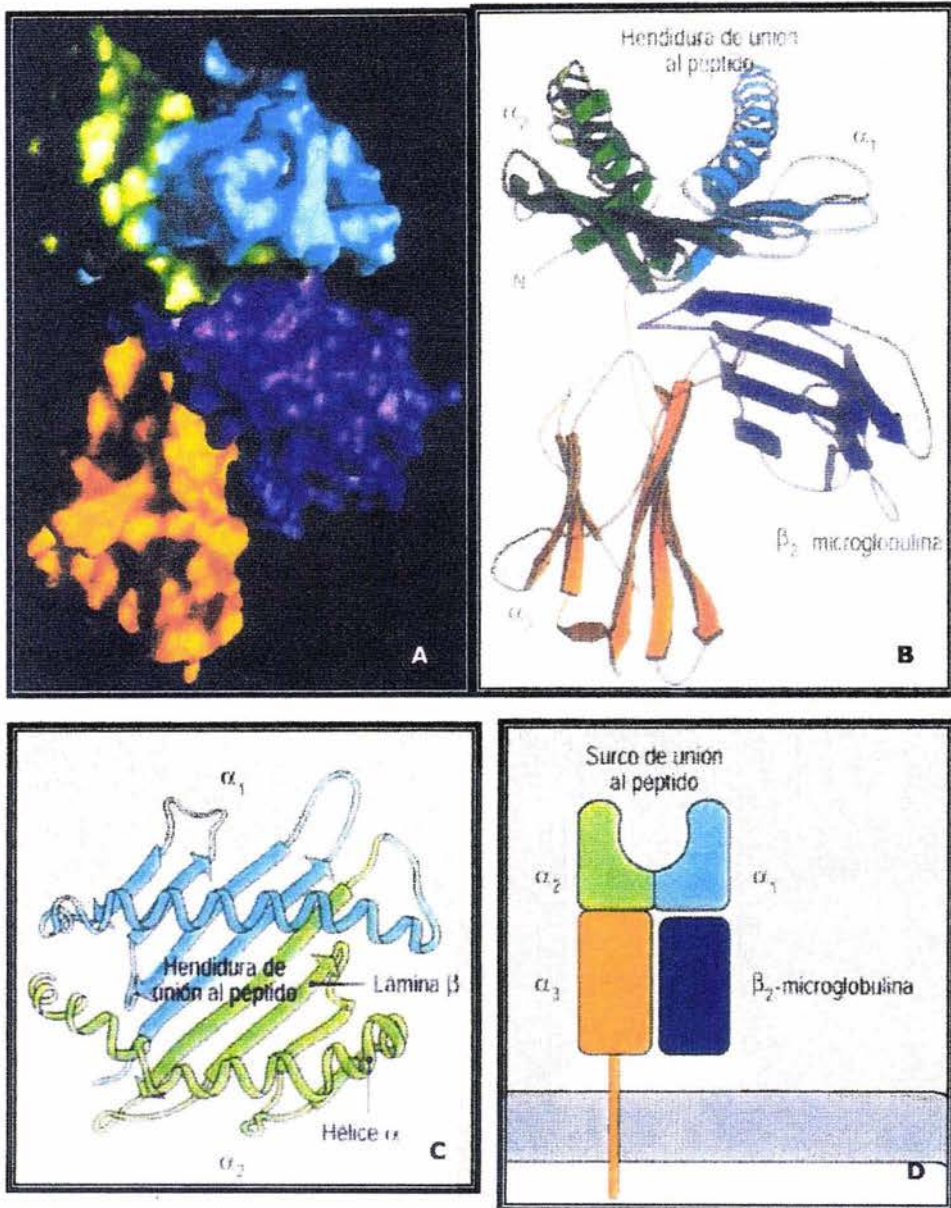 A
Hendidura de unión
al péptido
α₂
α₁
N
β₂ microglobulina
α₃
B
α₁
Hendidura de
unión al péptido
Lámina β
Hélice α
α₂
C
Surco de unión
al péptido
α₂
α₁
α₃
β₂-microglobulina
D